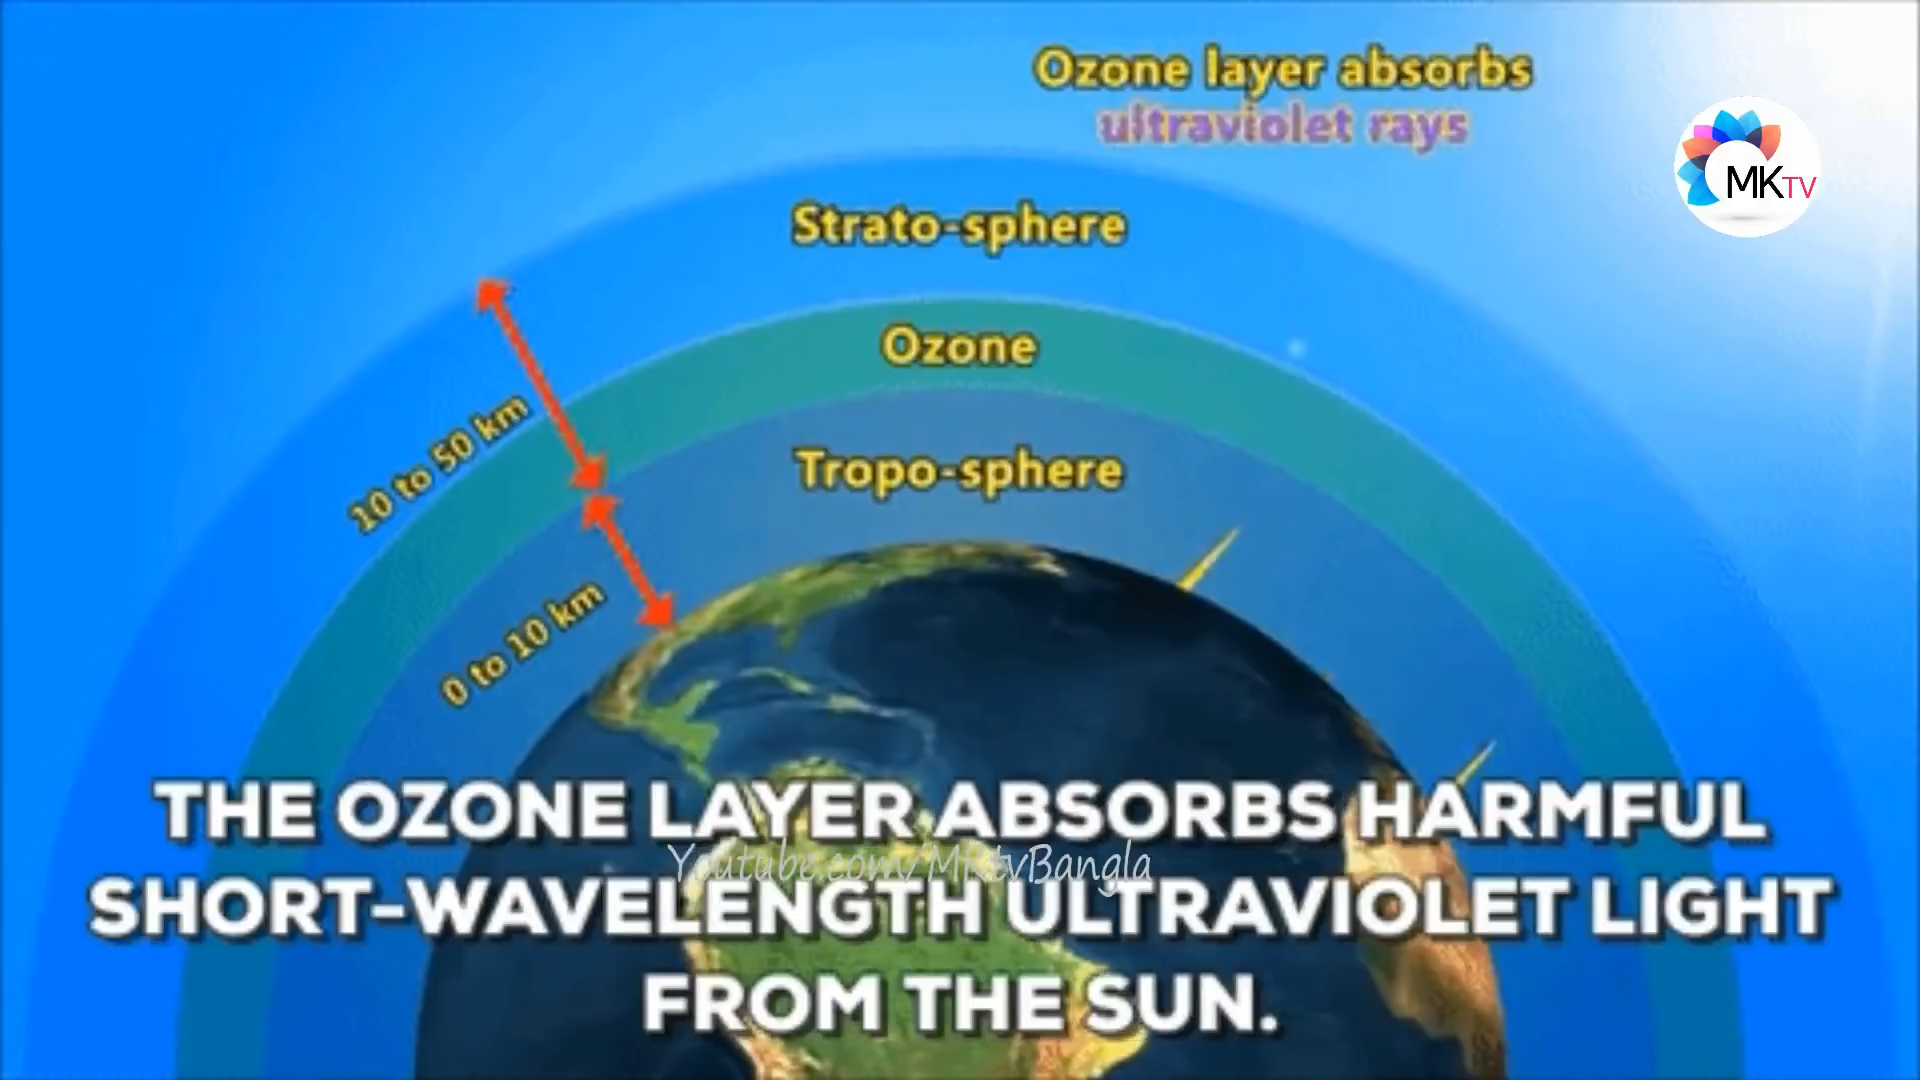 Ozone layer absorbs
ultraviolet rays
MKTV
Strato-sphere
Ozone
10 to 50 km
Tropo-sphere
0 to 10 km
THE OZONE LAYER ABSORBS HARMFUL
Youtube.com/MKtvBangla
SHORT-WAVELENGTH ULTRAVIOLET LIGHT
FROM THE SUN.